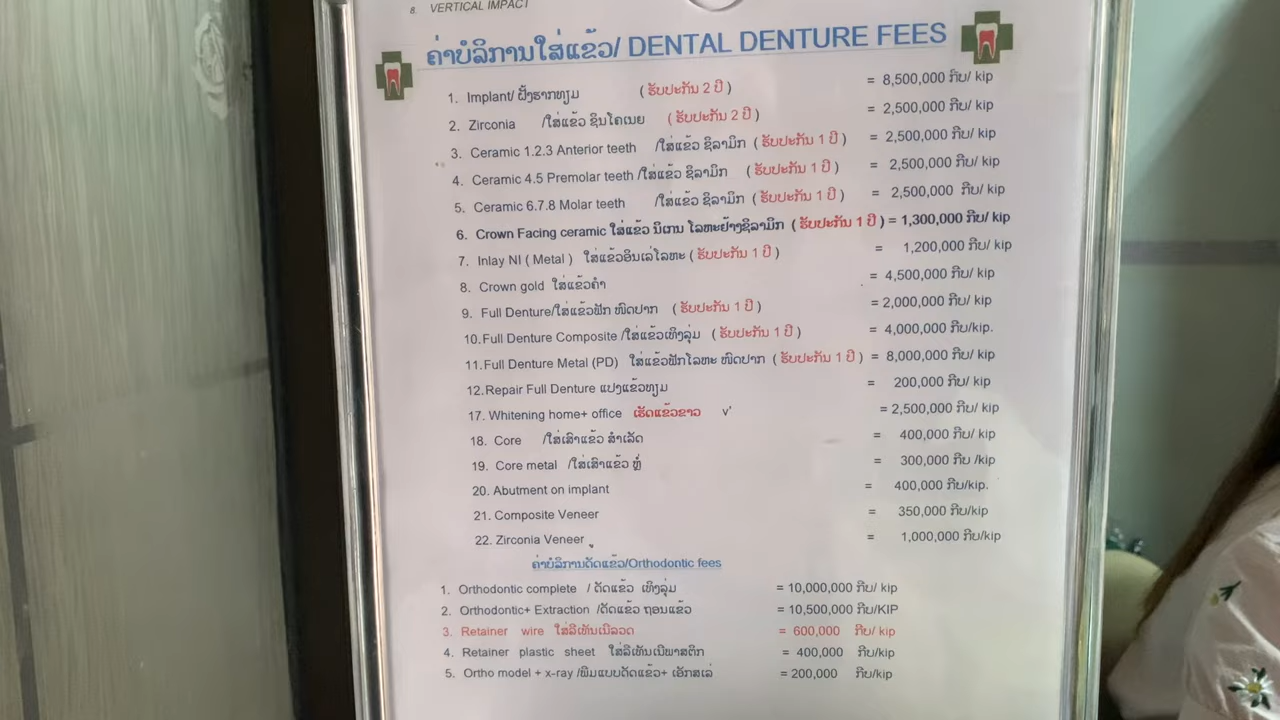 8. VERTICAL IMPACT
ຄ່າບໍລິການໃສ່ແຂ້ວ/ DENTAL DENTURE FEES
1. Implant/ ຝັງຮາກທຽມ ( ຮັບປະກັນ 2 ປີ ) = 8,500,000 ກີບ/ kip
2. Zirconia /ໃສ່ແຂ້ວ ຊິນໂຄເນຍ ( ຮັບປະກັນ 2 ປີ ) = 2,500,000 ກີບ/ kip
3. Ceramic 1.2.3 Anterior teeth /ໃສ່ແຂ້ວ ຊິລາມິກ ( ຮັບປະກັນ 1 ປີ ) = 2,500,000 ກີບ/ kip
4. Ceramic 4.5 Premolar teeth /ໃສ່ແຂ້ວ ຊິລາມິກ ( ຮັບປະກັນ 1 ປີ ) = 2,500,000 ກີບ/ kip
5. Ceramic 6.7.8 Molar teeth /ໃສ່ແຂ້ວ ຊິລາມິກ ( ຮັບປະກັນ 1 ປີ ) = 2,500,000 ກີບ/ kip
6. Crown Facing ceramic ໃສ່ແຂ້ວ ນິເກນ ໂລຫະຢ້າງຊິລາມິກ ( ຮັບປະກັນ 1 ປີ ) = 1,300,000 ກີບ/ kip
7. Inlay NI ( Metal ) ໃສ່ແຂ້ວອິນເລ່ໂລຫະ ( ຮັບປະກັນ 1 ປີ ) = 1,200,000 ກີບ/ kip
8. Crown gold ໃສ່ແຂ້ວຄຳ = 4,500,000 ກີບ/ kip
9. Full Denture/ໃສ່ແຂ້ວຟັກ ໝົດປາກ ( ຮັບປະກັນ 1 ປີ ) = 2,000,000 ກີບ/ kip
10. Full Denture Composite /ໃສ່ແຂ້ວເທິງລຸ່ມ ( ຮັບປະກັນ 1 ປີ ) = 4,000,000 ກີບ/kip.
11. Full Denture Metal (PD) ໃສ່ແຂ້ວຟັກໂລຫະ ໝົດປາກ ( ຮັບປະກັນ 1 ປີ ) = 8,000,000 ກີບ/ kip
12. Repair Full Denture ແປງແຂ້ວທຽມ = 200,000 ກີບ/ kip
17. Whitening home+ office ເຮັດແຂ້ວຂາວ v' = 2,500,000 ກີບ/ kip
18. Core /ໃສ່ເສົາແຂ້ວ ສຳເລັດ = 400,000 ກີບ/ kip
19. Core metal /ໃສ່ເສົາແຂ້ວ ຫຼໍ່ = 300,000 ກີບ /kip
20. Abutment on implant = 400,000 ກີບ/kip.
21. Composite Veneer = 350,000 ກີບ/kip
22. Zirconia Veneer = 1,000,000 ກີບ/kip
ຄ່າບໍລິການດັດແຂ້ວ/Orthodontic fees
1. Orthodontic complete / ດັດແຂ້ວ ເທິງລຸ່ມ = 10,000,000 ກີບ/ kip
2. Orthodontic+ Extraction /ດັດແຂ້ວ ຖອນແຂ້ວ = 10,500,000 ກີບ/KIP
3. Retainer wire ໃສ່ລີເທັນເນີລວດ = 600,000 ກີບ/ kip
4. Retainer plastic sheet ໃສ່ລີເທັນເນີພາສຕິກ = 400,000 ກີບ/kip
5. Ortho model + x-ray /ພິມແບບດັດແຂ້ວ+ ເອັກສເລ່ = 200,000 ກີບ/kip